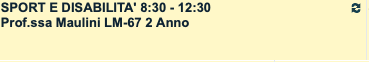 SPORT E DISABILITA' 8:30 - 12:30
Prof.ssa Maulini LM-67 2 Anno